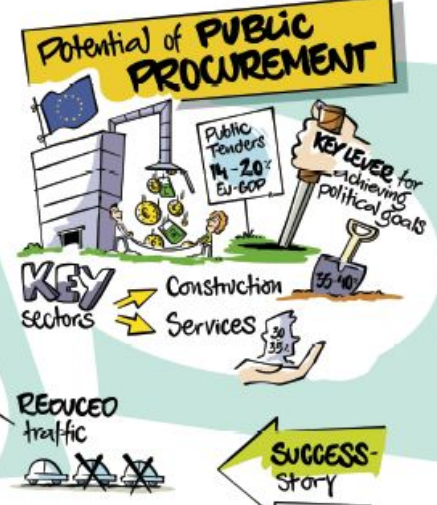 Potential of PUBLIC
PROCUREMENT
Public
Tenders
14-20%
EU-GDP
KEY LEVER for
achieving
political goals
KEY
sectors
Construction
35-40%
Services
30
35%
REDUCED
traffic
SUCCESS-
Story